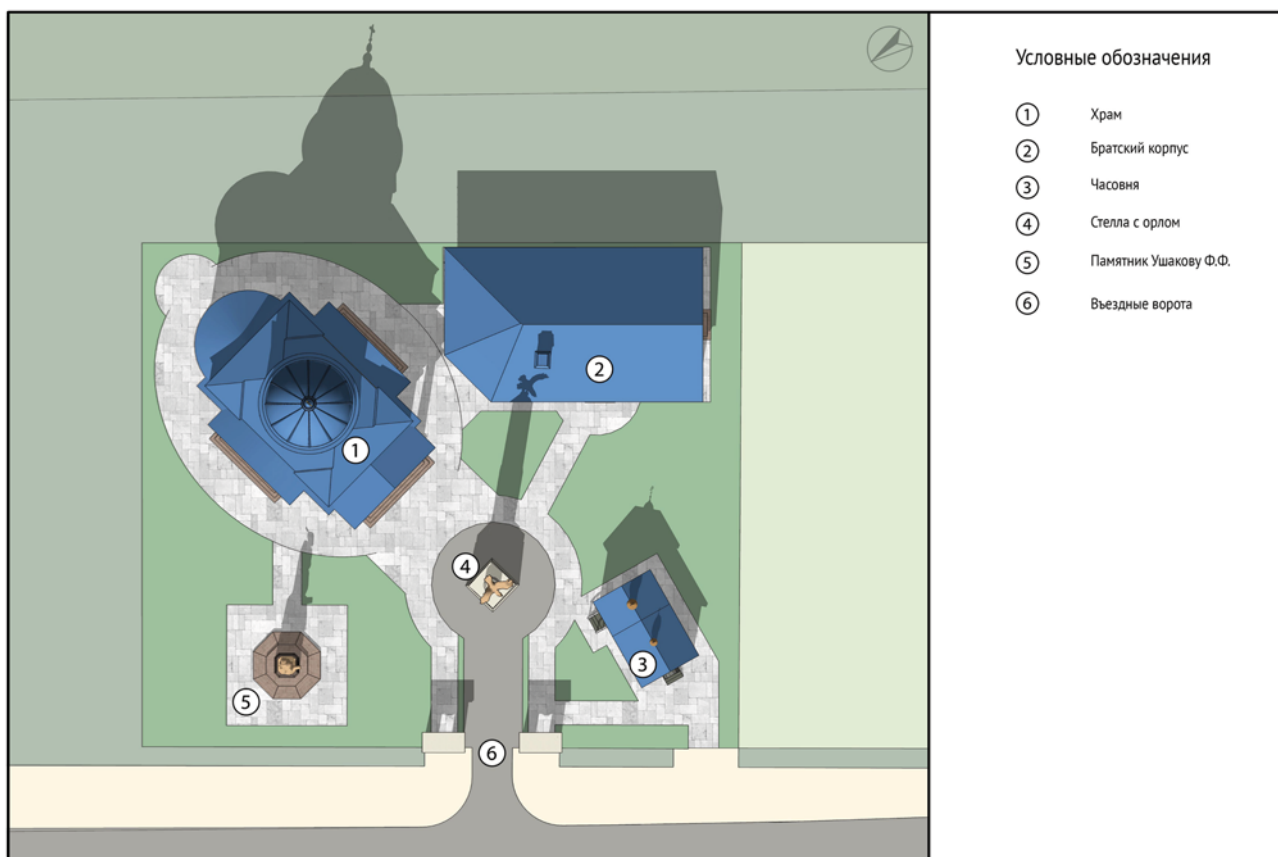 Условные обозначения
1 Храм
2 Братский корпус
3 Часовня
4 Стелла с орлом
5 Памятник Ушакову Ф.Ф.
6 Въездные ворота
2
1
4
3
5
6